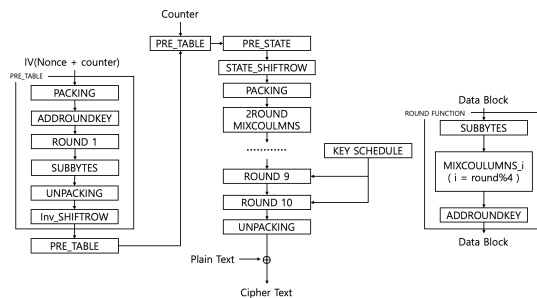 Counter
IV(Nonce + counter)
PRE_TABLE
PACKING
ADDROUNDKEY
ROUND 1
SUBBYTES
UNPACKING
Inv_SHIFTROW
PRE_TABLE
PRE_TABLE
PRE_STATE
STATE_SHIFTROW
PACKING
2ROUND
MIXCOULMNS
............
KEY SCHEDULE
ROUND 9
ROUND 10
UNPACKING
Plain Text
Cipher Text
Data Block
ROUND FUNCTION
SUBBYTES
MIXCOULUMNS_i
( i = round%4 )
ADDROUNDKEY
Data Block